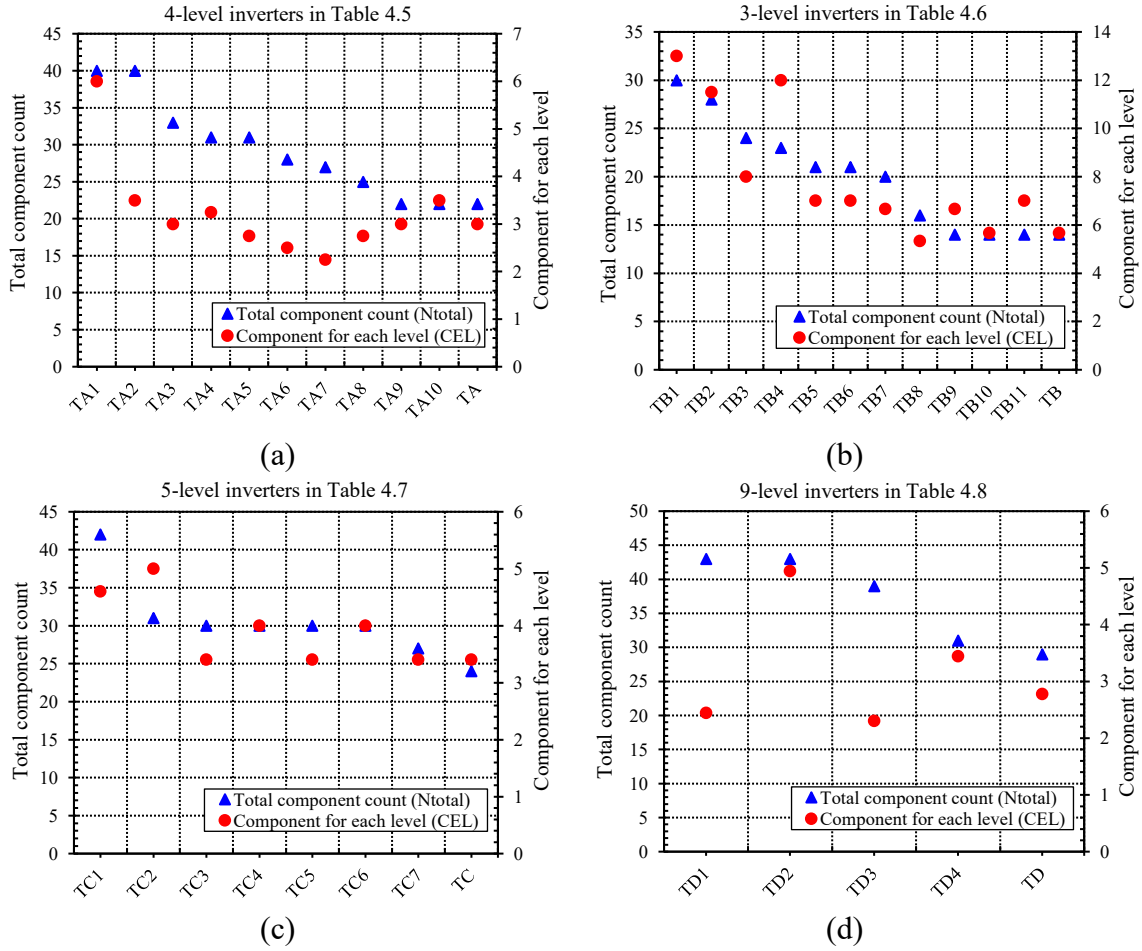 4-level inverters in Table 4.5
Total component count
45
40
35
30
25
20
15
10
5
0
7
6
5
4
3
2
1
0
Component for each level
Total component count (Ntotal)
Component for each level (CEL)
TA1 TA2 TA3 TA4 TA5 TA6 TA7 TA8 TA9 TA10 TA
(a)
3-level inverters in Table 4.6
Total component count
35
30
25
20
15
10
5
0
14
12
10
8
6
4
2
0
Component for each level
Total component count (Ntotal)
Component for each level (CEL)
TB1 TB2 TB3 TB4 TB5 TB6 TB7 TB8 TB9 TB10 TB11 TB
(b)
5-level inverters in Table 4.7
Total component count
45
40
35
30
25
20
15
10
5
0
6
5
4
3
2
1
0
Component for each level
Total component count (Ntotal)
Component for each level (CEL)
TC1 TC2 TC3 TC4 TC5 TC6 TC7 TC
(c)
9-level inverters in Table 4.8
Total component count
50
45
40
35
30
25
20
15
10
5
0
6
5
4
3
2
1
0
Component for each level
Total component count (Ntotal)
Component for each level (CEL)
TD1 TD2 TD3 TD4 TD
(d)